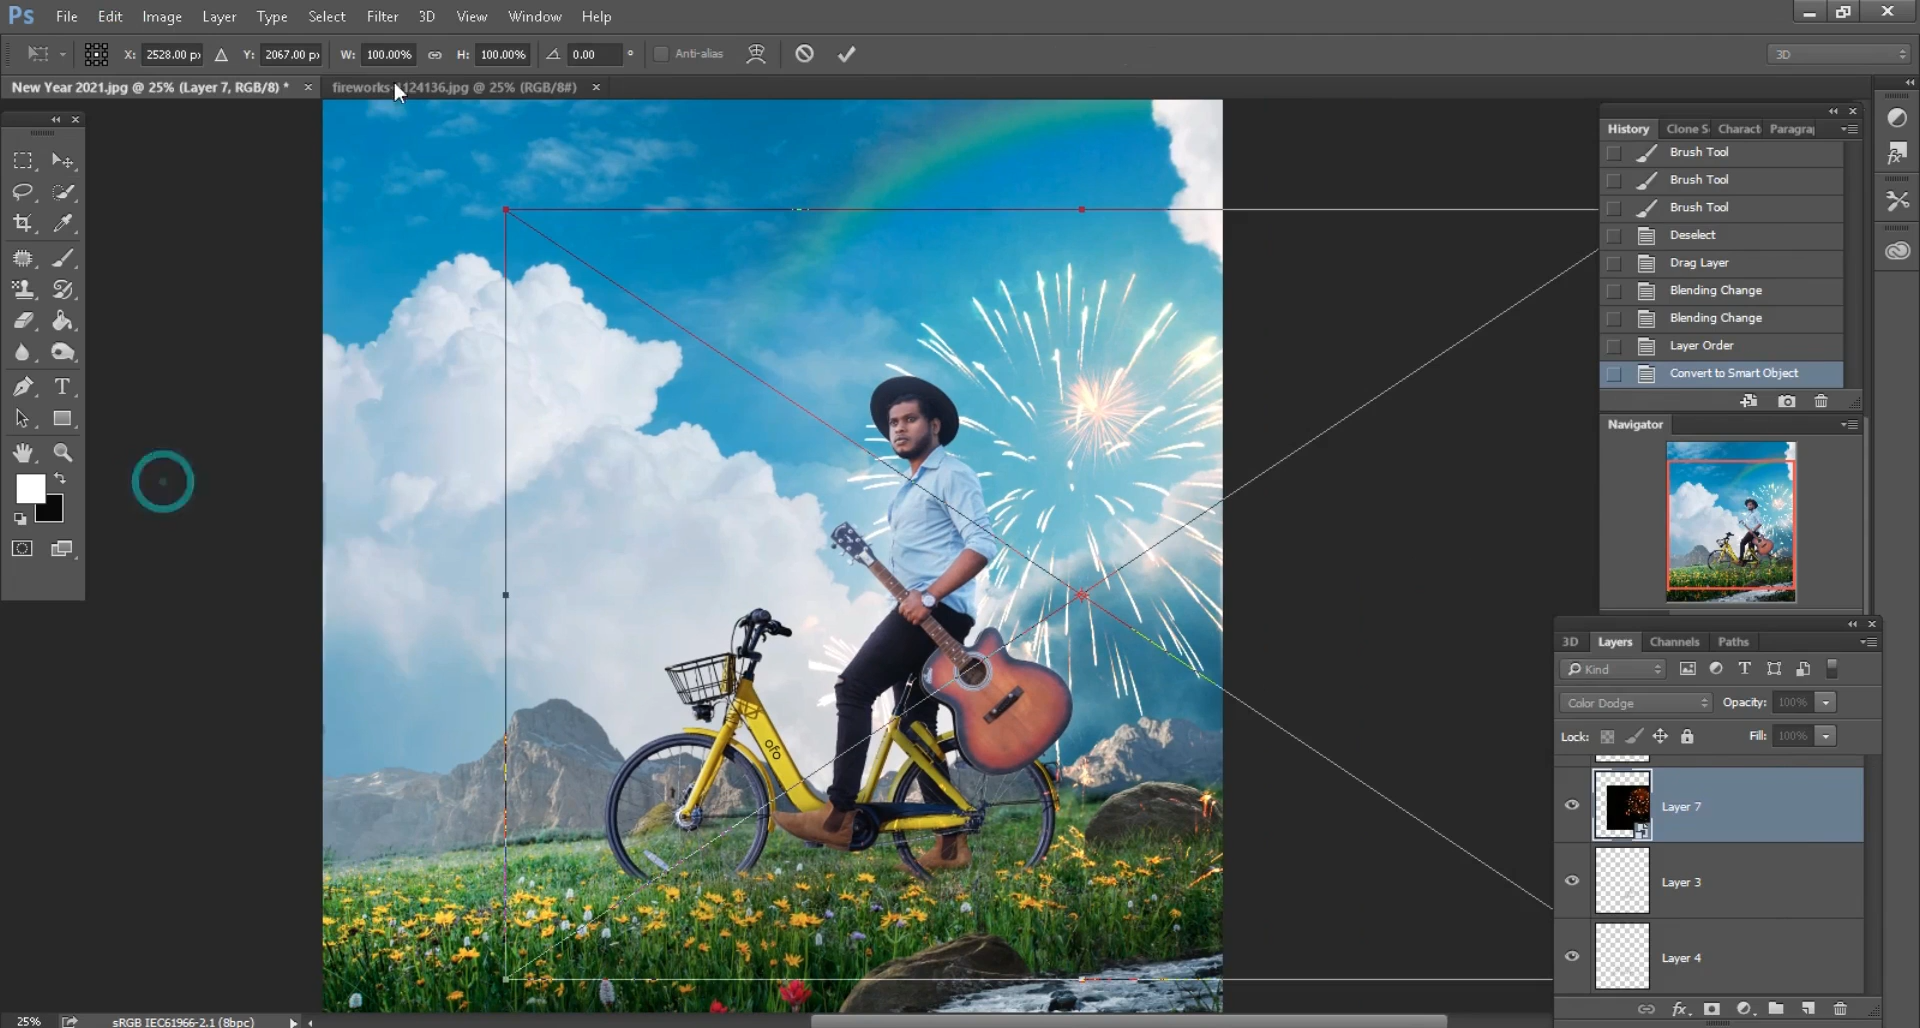 Ps File Edit Image Layer Type Select Filter 3D View Window Help
X: 2528.00 p Y: 2067.00 p W: 100.00% H: 100.00% 0.00 ° Anti-alias 3D
New Year 2021.jpg @ 25% (Layer 7, RGB/8) * × 124136.jpg @ 25% (RGB/8#) ×
History Clone S Charact Paragra
Brush Tool
Brush Tool
Brush Tool
Deselect
Drag Layer
Blending Change
Blending Change
Layer Order
Convert to Smart Object
Navigator
3D Layers Channels Paths
Kind
Color Dodge Opacity: 100%
Lock: Fill: 100%
Layer 7
Layer 3
Layer 4
fx
ofo
25% sRGB IEC61966-2.1 (8bpc)